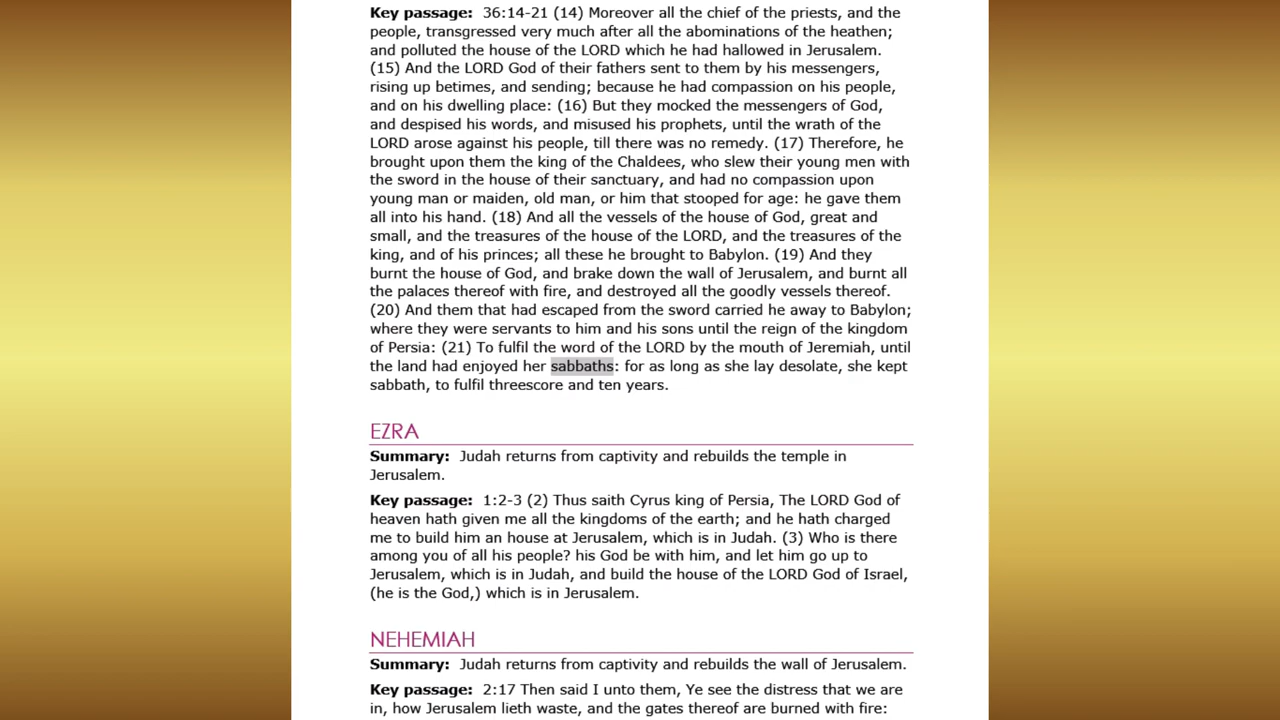 Key passage: 36:14-21 (14) Moreover all the chief of the priests, and the
people, transgressed very much after all the abominations of the heathen;
and polluted the house of the LORD which he had hallowed in Jerusalem.
(15) And the LORD God of their fathers sent to them by his messengers,
rising up betimes, and sending; because he had compassion on his people,
and on his dwelling place: (16) But they mocked the messengers of God,
and despised his words, and misused his prophets, until the wrath of the
LORD arose against his people, till there was no remedy. (17) Therefore, he
brought upon them the king of the Chaldees, who slew their young men with
the sword in the house of their sanctuary, and had no compassion upon
young man or maiden, old man, or him that stooped for age: he gave them
all into his hand. (18) And all the vessels of the house of God, great and
small, and the treasures of the house of the LORD, and the treasures of the
king, and of his princes; all these he brought to Babylon. (19) And they
burnt the house of God, and brake down the wall of Jerusalem, and burnt all
the palaces thereof with fire, and destroyed all the goodly vessels thereof.
(20) And them that had escaped from the sword carried he away to Babylon;
where they were servants to him and his sons until the reign of the kingdom
of Persia: (21) To fulfil the word of the LORD by the mouth of Jeremiah, until
the land had enjoyed her sabbaths: for as long as she lay desolate, she kept
sabbath, to fulfil threescore and ten years.
EZRA
Summary: Judah returns from captivity and rebuilds the temple in
Jerusalem.
Key passage: 1:2-3 (2) Thus saith Cyrus king of Persia, The LORD God of
heaven hath given me all the kingdoms of the earth; and he hath charged
me to build him an house at Jerusalem, which is in Judah. (3) Who is there
among you of all his people? his God be with him, and let him go up to
Jerusalem, which is in Judah, and build the house of the LORD God of Israel,
(he is the God,) which is in Jerusalem.
NEHEMIAH
Summary: Judah returns from captivity and rebuilds the wall of Jerusalem.
Key passage: 2:17 Then said I unto them, Ye see the distress that we are
in, how Jerusalem lieth waste, and the gates thereof are burned with fire: